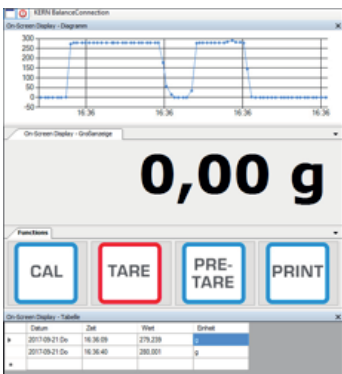 KERN BalanceConnection
On-Screen Display - Diagramm
300
250
200
150
100
50
0
-50
16:36 16:36 16:36 16:36
On-Screen Display - Großanzeige
0,00 g
Functions
CAL
TARE
PRE-
TARE
PRINT
On-Screen Display - Tabelle
Datum Zeit Wert Einheit
2017-09-21:Do 16:36:09 279,239 g
2017-09-21:Do 16:36:40 280,001 g